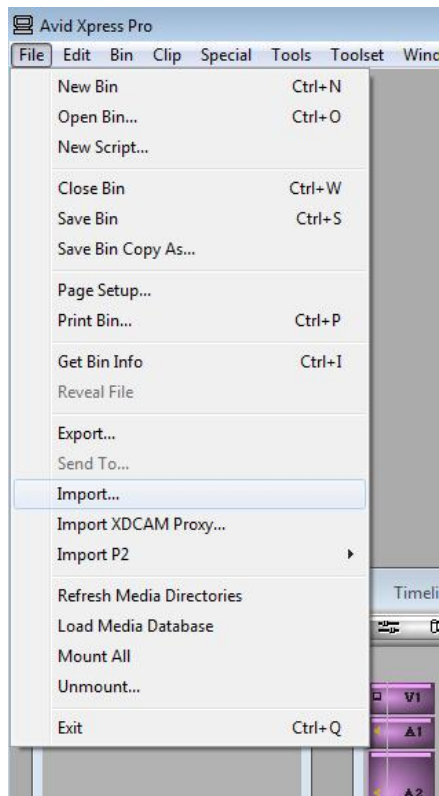 Avid Xpress Pro
File Edit Bin Clip Special Tools Toolset Wind
New Bin Ctrl+N
Open Bin... Ctrl+O
New Script...
Close Bin Ctrl+W
Save Bin Ctrl+S
Save Bin Copy As...
Page Setup...
Print Bin... Ctrl+P
Get Bin Info Ctrl+I
Reveal File
Export...
Send To...
Import...
Import XDCAM Proxy...
Import P2
Refresh Media Directories
Timeli
Load Media Database
Mount All
Unmount...
V1
Exit Ctrl+Q
A1
A2